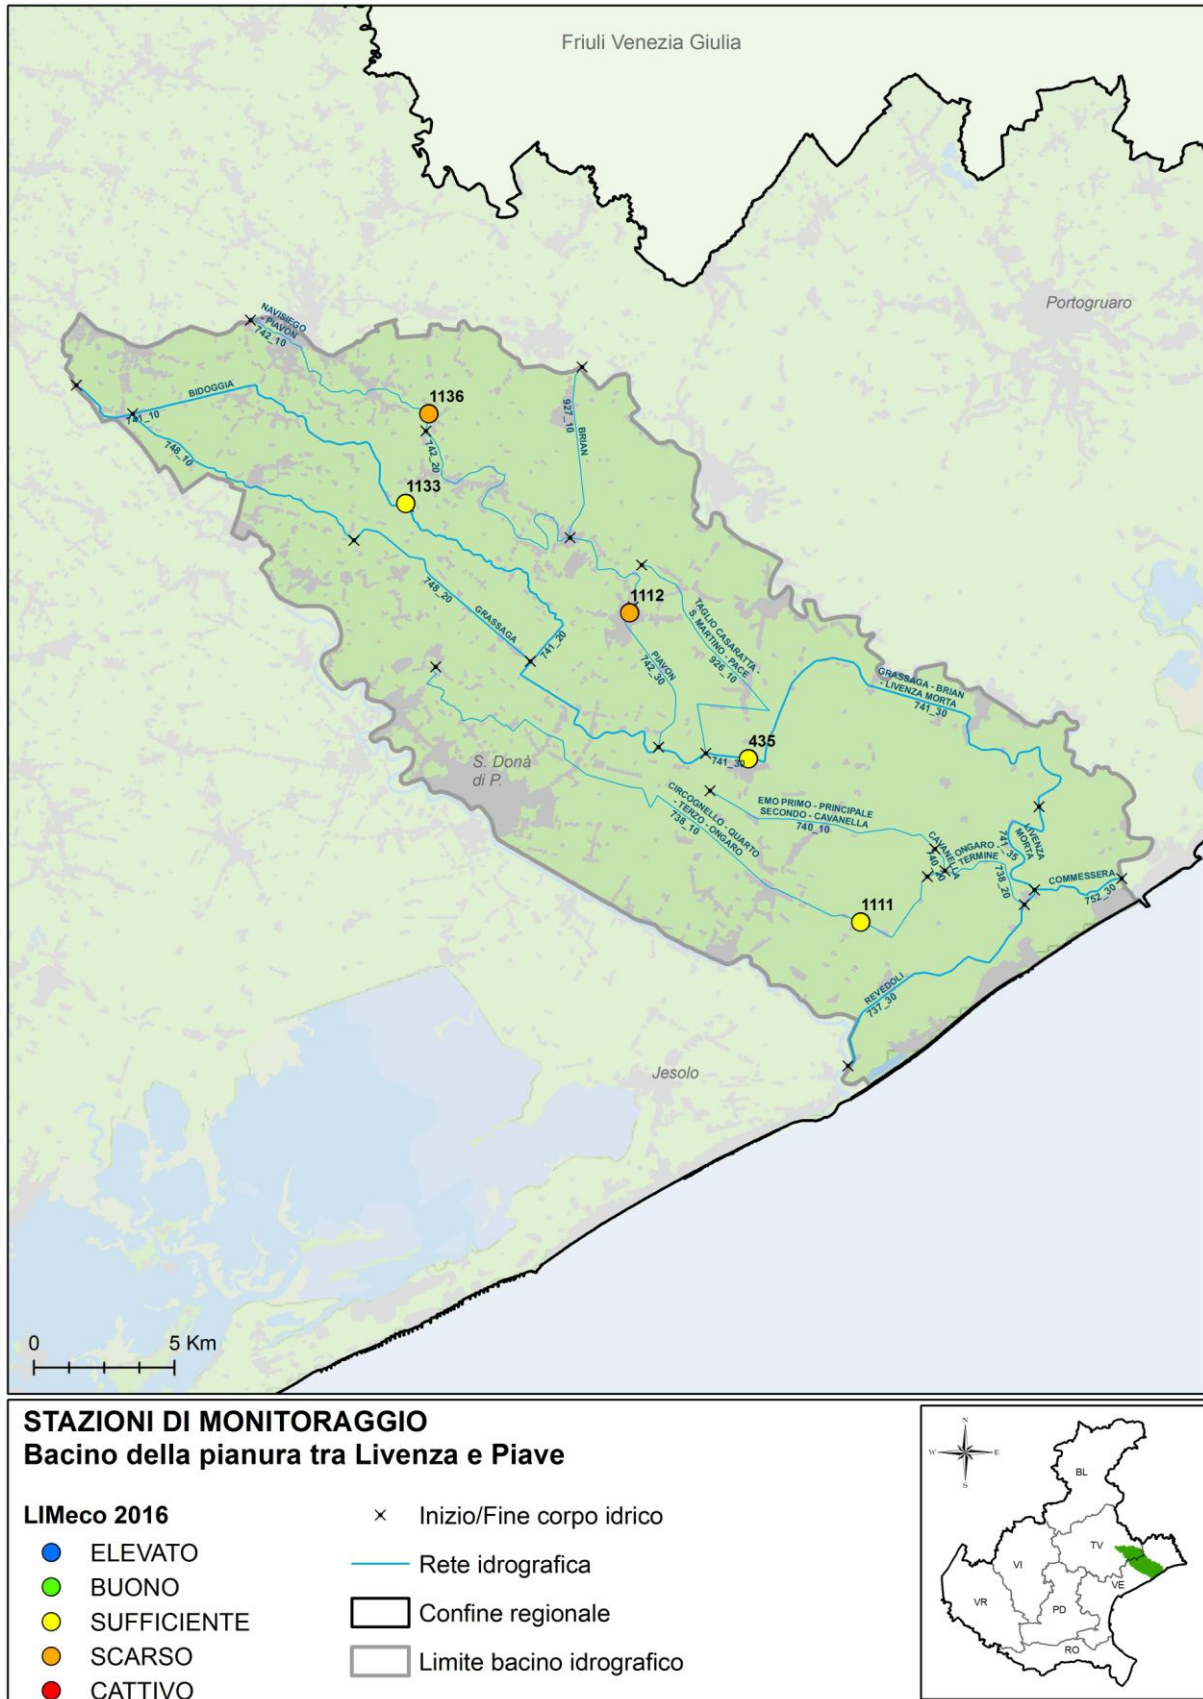 Friuli Venezia Giulia
Portogruaro
NAVISIEGO
- PIAVON
742_10
BIDOGGIA
741_10
748_10
1136
742_20
927_10
BRIAN
1133
748_20
GRASSAGA
741_20
1112
PIAVON
742_30
TAGLIO CASARATTA -
S. MARTINO - PACE
926_10
GRASSAGA - BRIAN
- LIVENZA MORTA
741_30
435
741_30
S. Donà
di P.
CIRCOGNELLO - QUARTO
- TERZO - ONGARO
738_10
EMO PRIMO - PRINCIPALE
SECONDO - CAVANELLA
740_10
CAVANELLA
740_20
ONGARO -
TERMINE
738_20
LIVENZA
MORTA
741_35
COMMESSERA
752_30
1111
REVEDOLI
737_30
Jesolo
0 5 Km
STAZIONI DI MONITORAGGIO
Bacino della pianura tra Livenza e Piave
LIMeco 2016
ELEVATO
BUONO
SUFFICIENTE
SCARSO
CATTIVO
Inizio/Fine corpo idrico
Rete idrografica
Confine regionale
Limite bacino idrografico
N
W E
S
BL
TV
VI
VE
VR
PD
RO